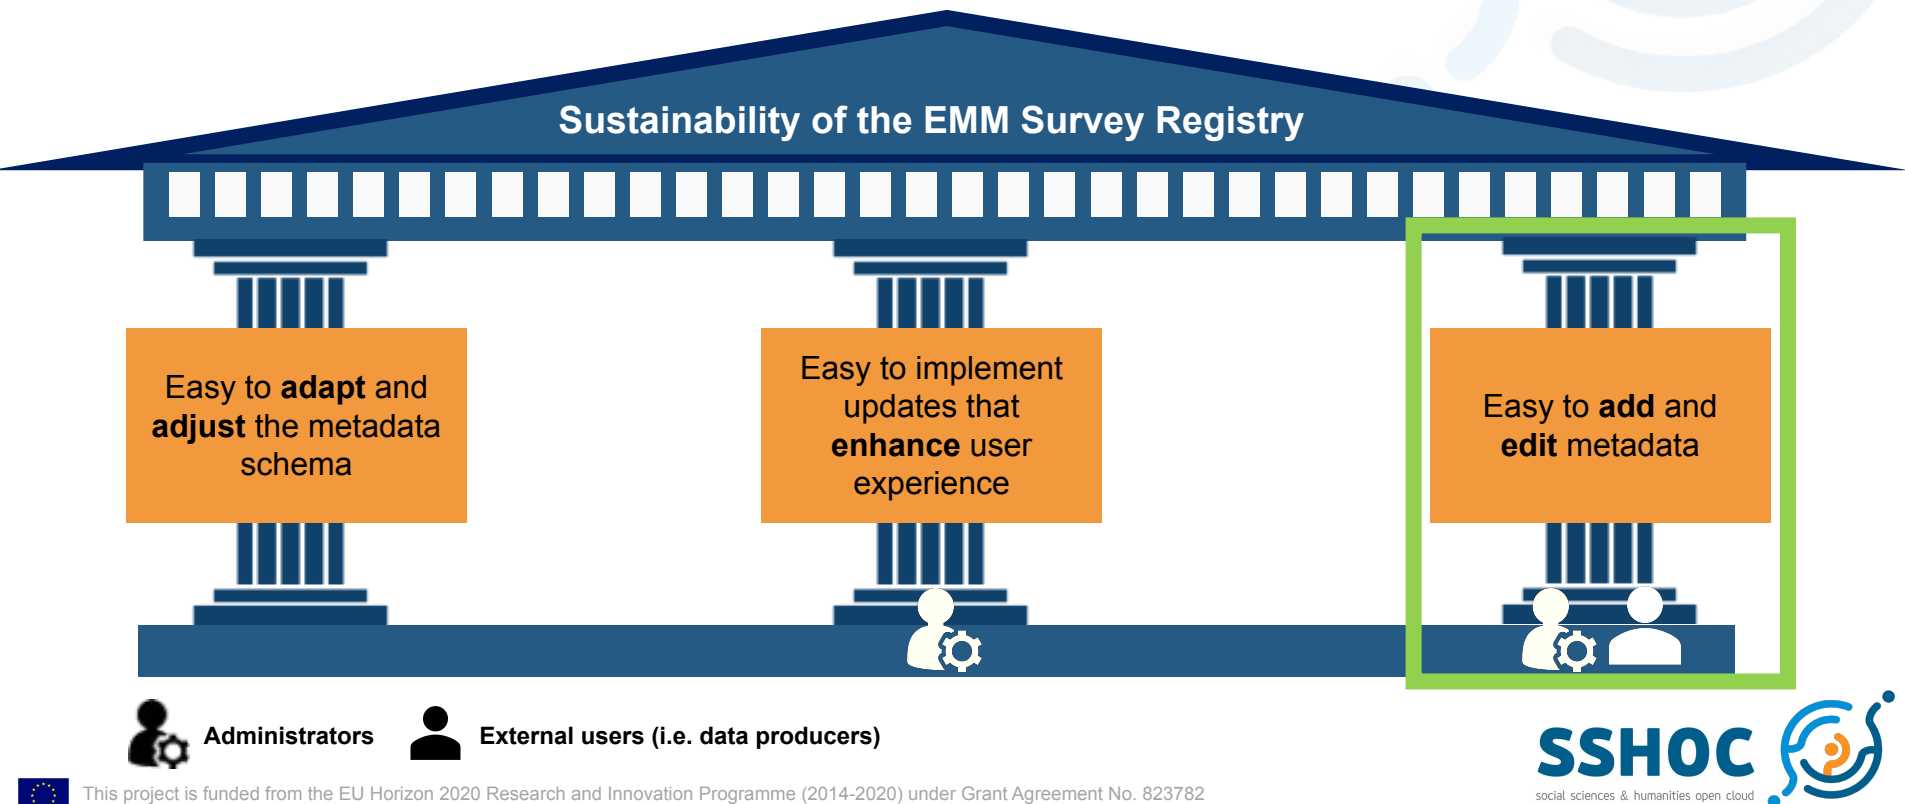 Sustainability of the EMM Survey Registry
Easy to adapt and
adjust the metadata
schema
Easy to implement
updates that
enhance user
experience
Easy to add and
edit metadata
Administrators
External users (i.e. data producers)
SSHOC
social sciences & humanities open cloud
This project is funded from the EU Horizon 2020 Research and Innovation Programme (2014-2020) under Grant Agreement No. 823782